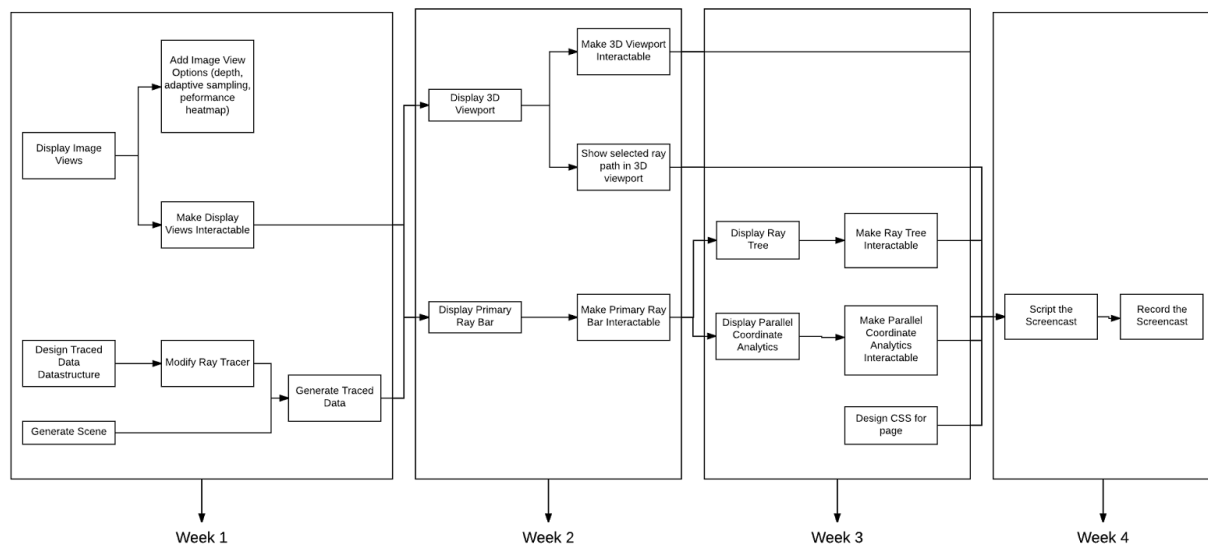 Add Image View
Options (depth,
adaptive sampling,
peformance
heatmap)
Display Image
Views
Make Display
Views Interactable
Design Traced
Data
Datastructure
Modify Ray Tracer
Generate Traced
Data
Generate Scene
Week 1
Make 3D Viewport
Interactable
Display 3D
Viewport
Show selected ray
path in 3D
viewport
Display Primary
Ray Bar
Make Primary Ray
Bar Interactable
Week 2
Display Ray
Tree
Make Ray Tree
Interactable
Display Parallel
Coordinate
Analytics
Make Parallel
Coordinate
Analytics
Interactable
Design CSS for
page
Week 3
Script the
Screencast
Record the
Screencast
Week 4